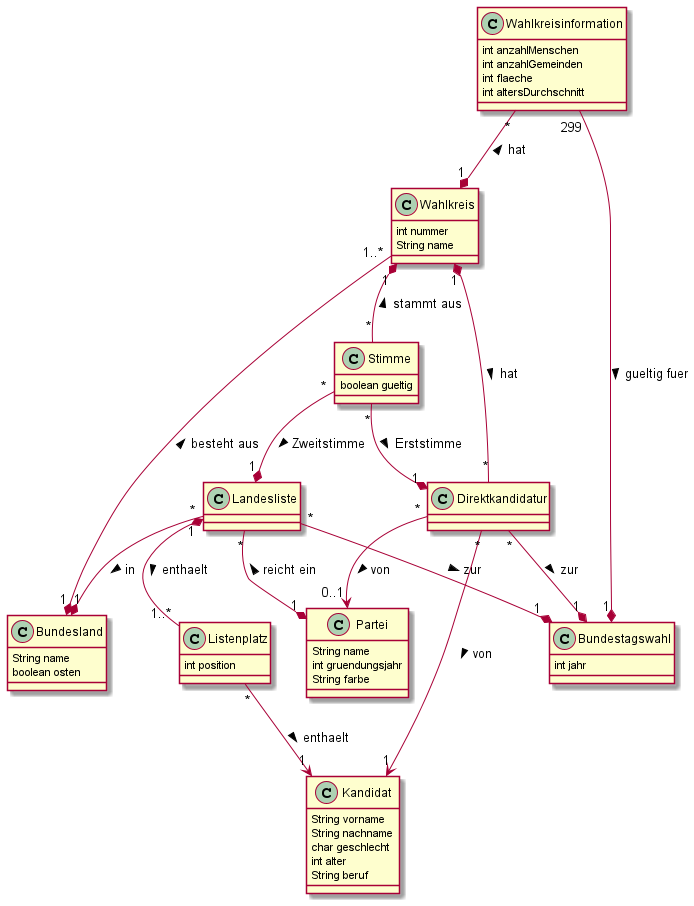 C Wahlkreisinformation
int anzahlMenschen
int anzahlGemeinden
int flaeche
int altersDurchschnitt
* 299
hat
1
C Wahlkreis
int nummer
String name
1..* 1 1
stammt aus
*
C Stimme
boolean gueltig
hat
gueltig fuer
* *
besteht aus
Zweitstimme
Erststimme
1 1 *
C Landesliste
C Direktkandidatur
* 1 * * * * *
in
enthaelt
reicht ein
von
zur
zur
1 1 1..* 1 0..1 1 1 1
C Bundesland
String name
boolean osten
C Listenplatz
int position
C Partei
String name
int gruendungsjahr
String farbe
C Bundestagswahl
int jahr
von
*
enthaelt
1 1
C Kandidat
String vorname
String nachname
char geschlecht
int alter
String beruf